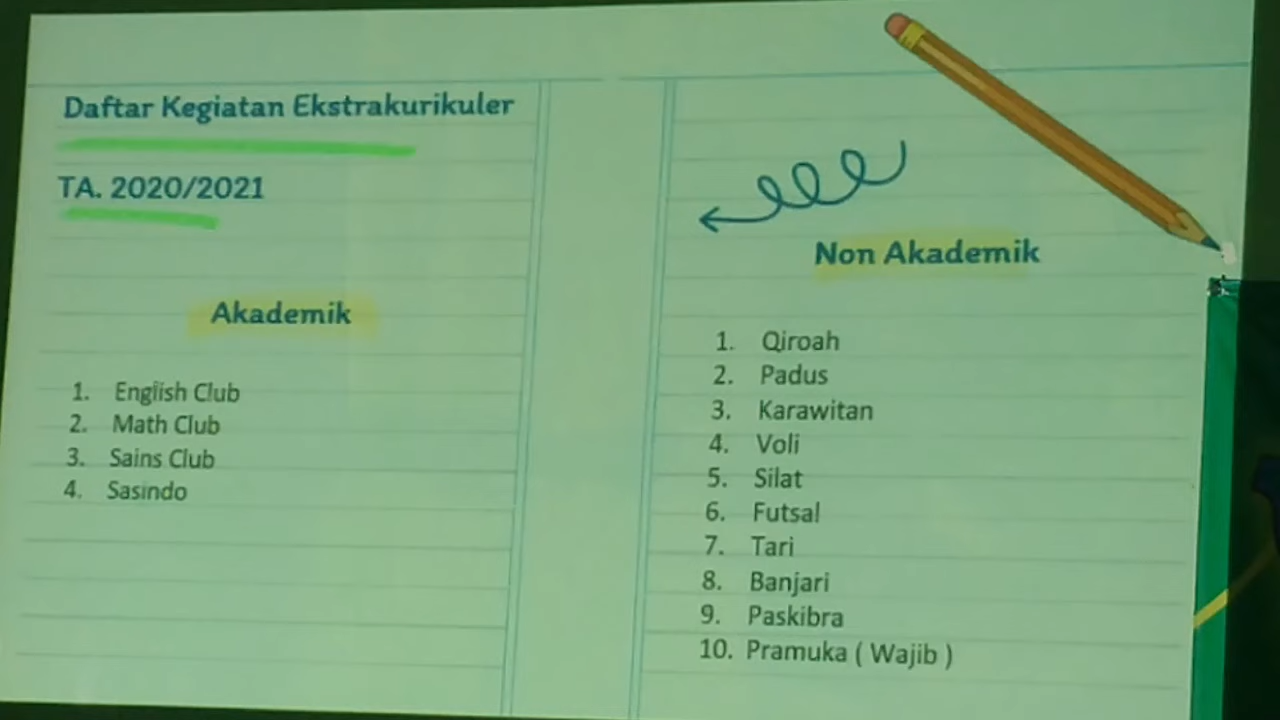 Daftar Kegiatan Ekstrakurikuler
TA. 2020/2021
Akademik
1. English Club
2. Math Club
3. Sains Club
4. Sasindo
Non Akademik
1. Qiroah
2. Padus
3. Karawitan
4. Voli
5. Silat
6. Futsal
7. Tari
8. Banjari
9. Paskibra
10. Pramuka ( Wajib )